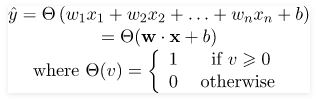 ŷ = Θ (w₁x₁ + w₂x₂ + … + wₙxₙ + b)
= Θ(𝐰 · 𝐱 + b)
where Θ(v) = { 1 if v ⩾ 0
0 otherwise